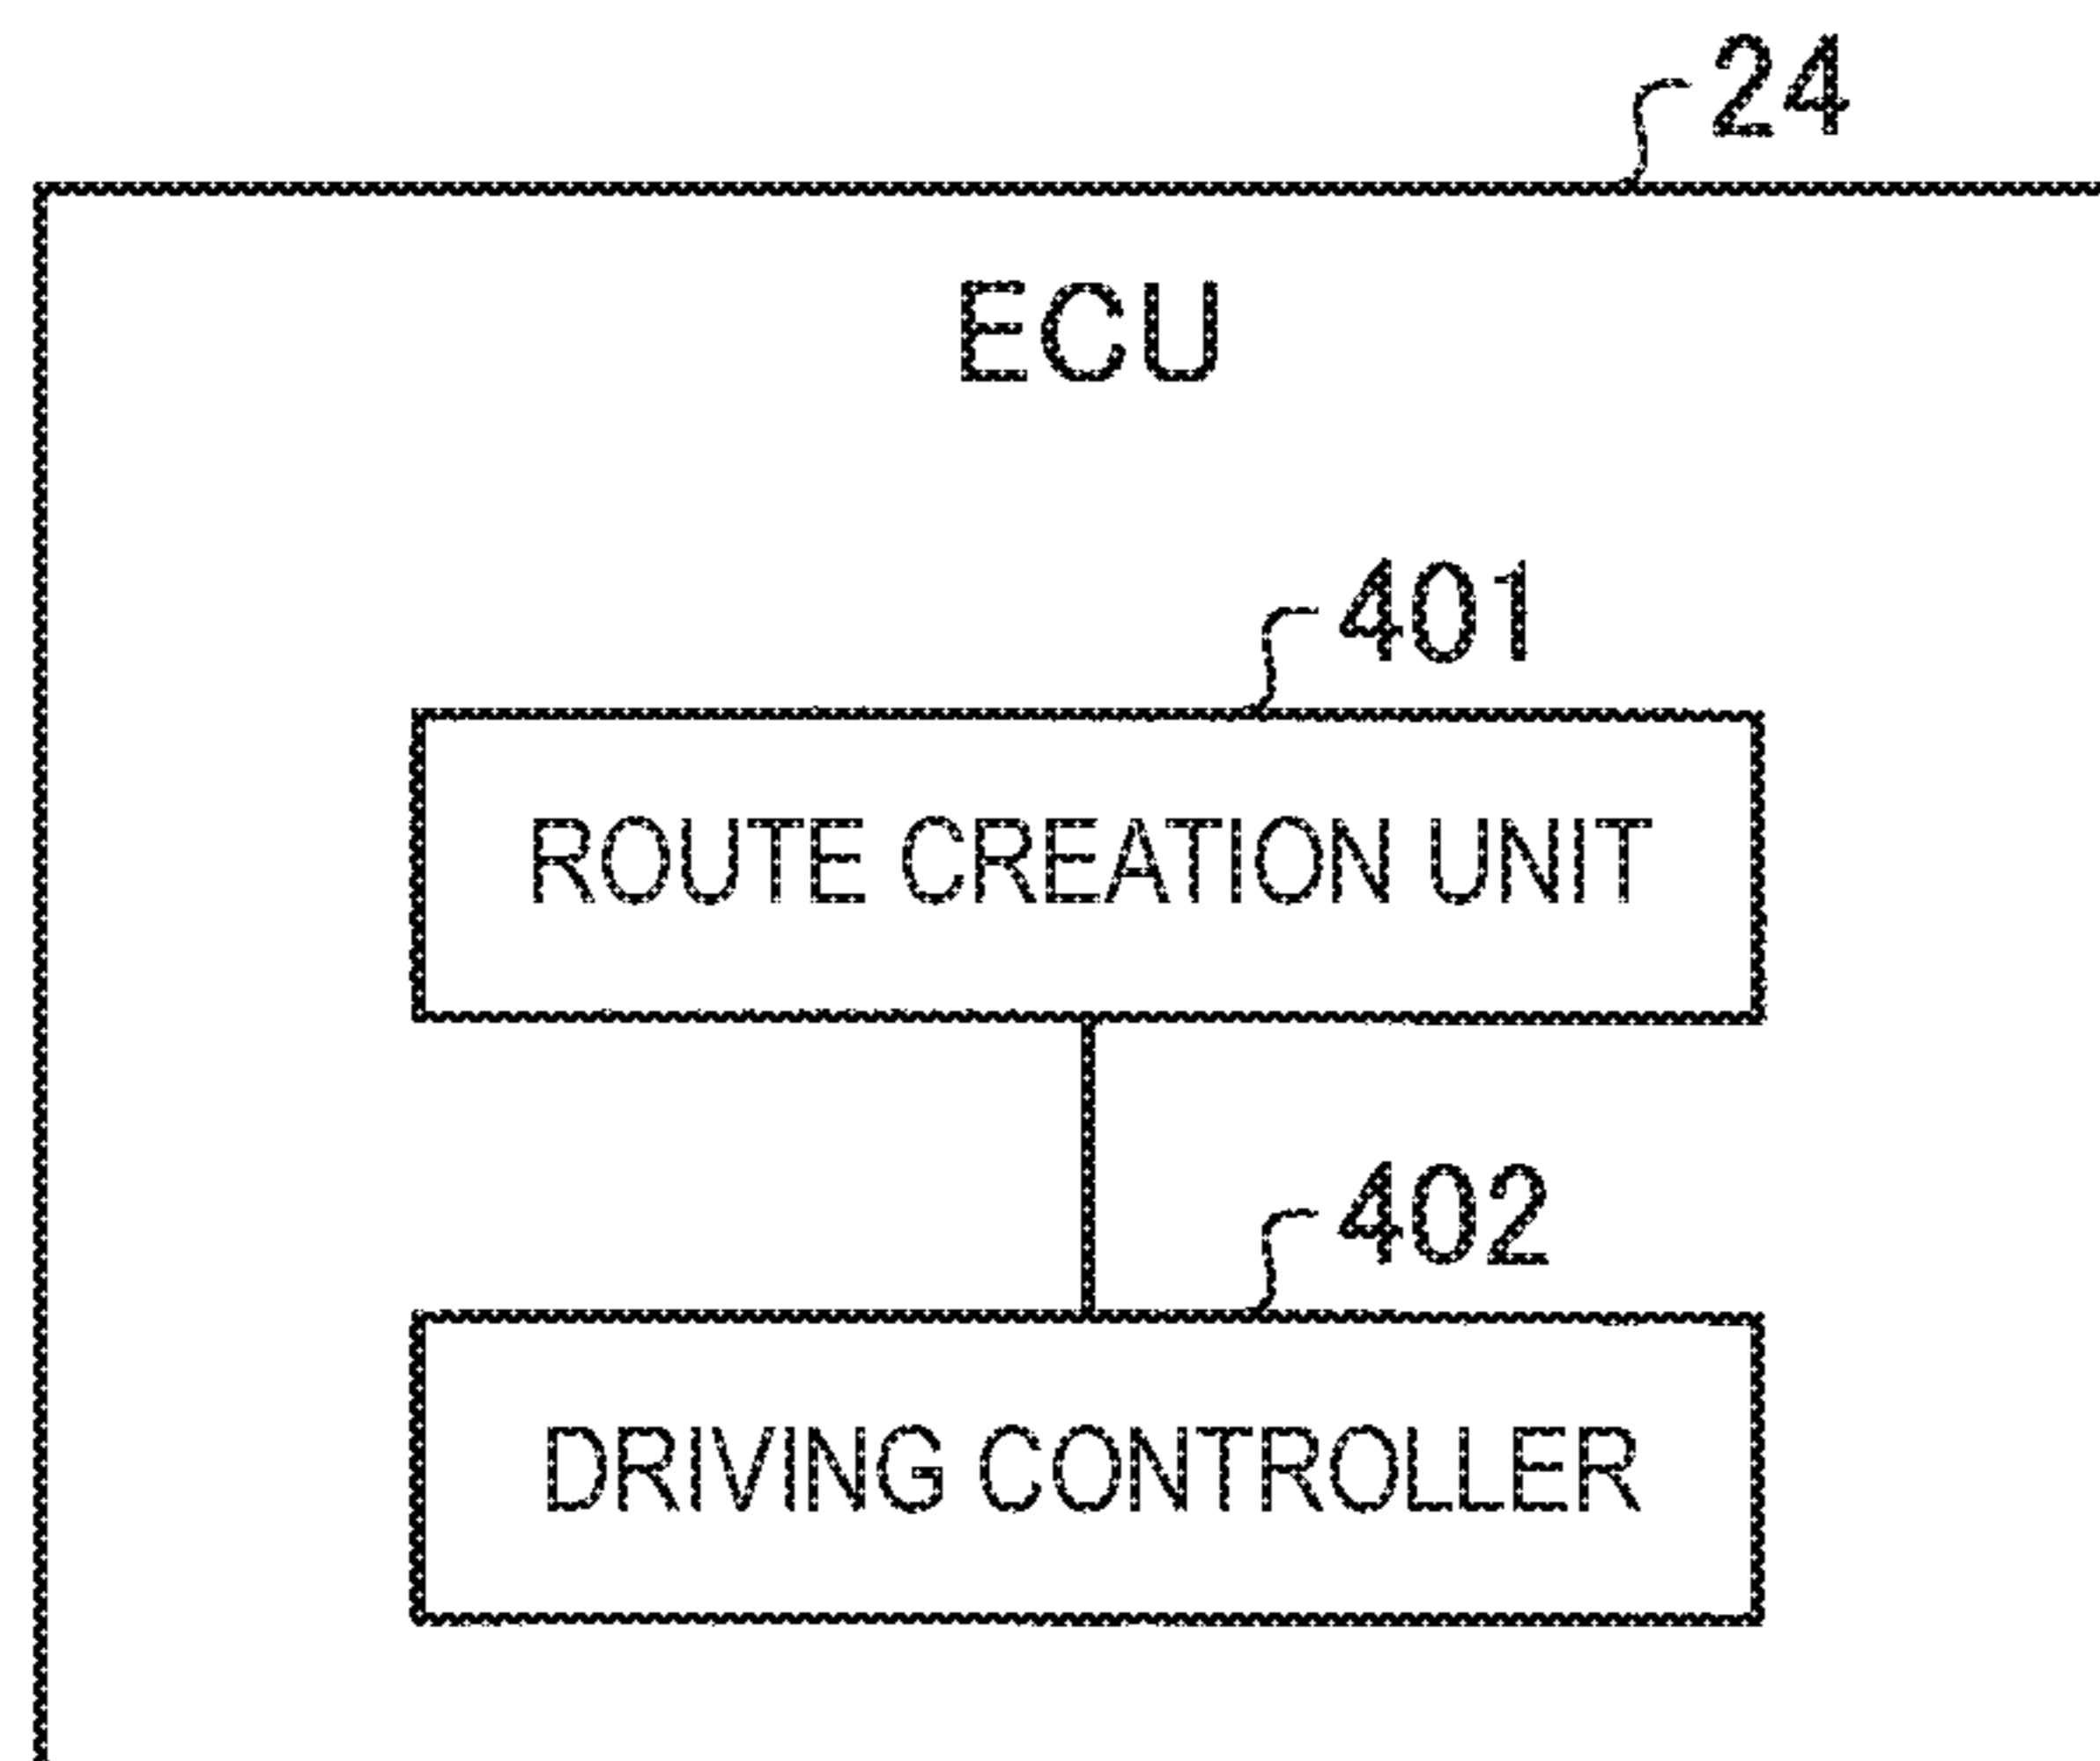 24
ECU
401
ROUTE CREATION UNIT
402
DRIVING CONTROLLER